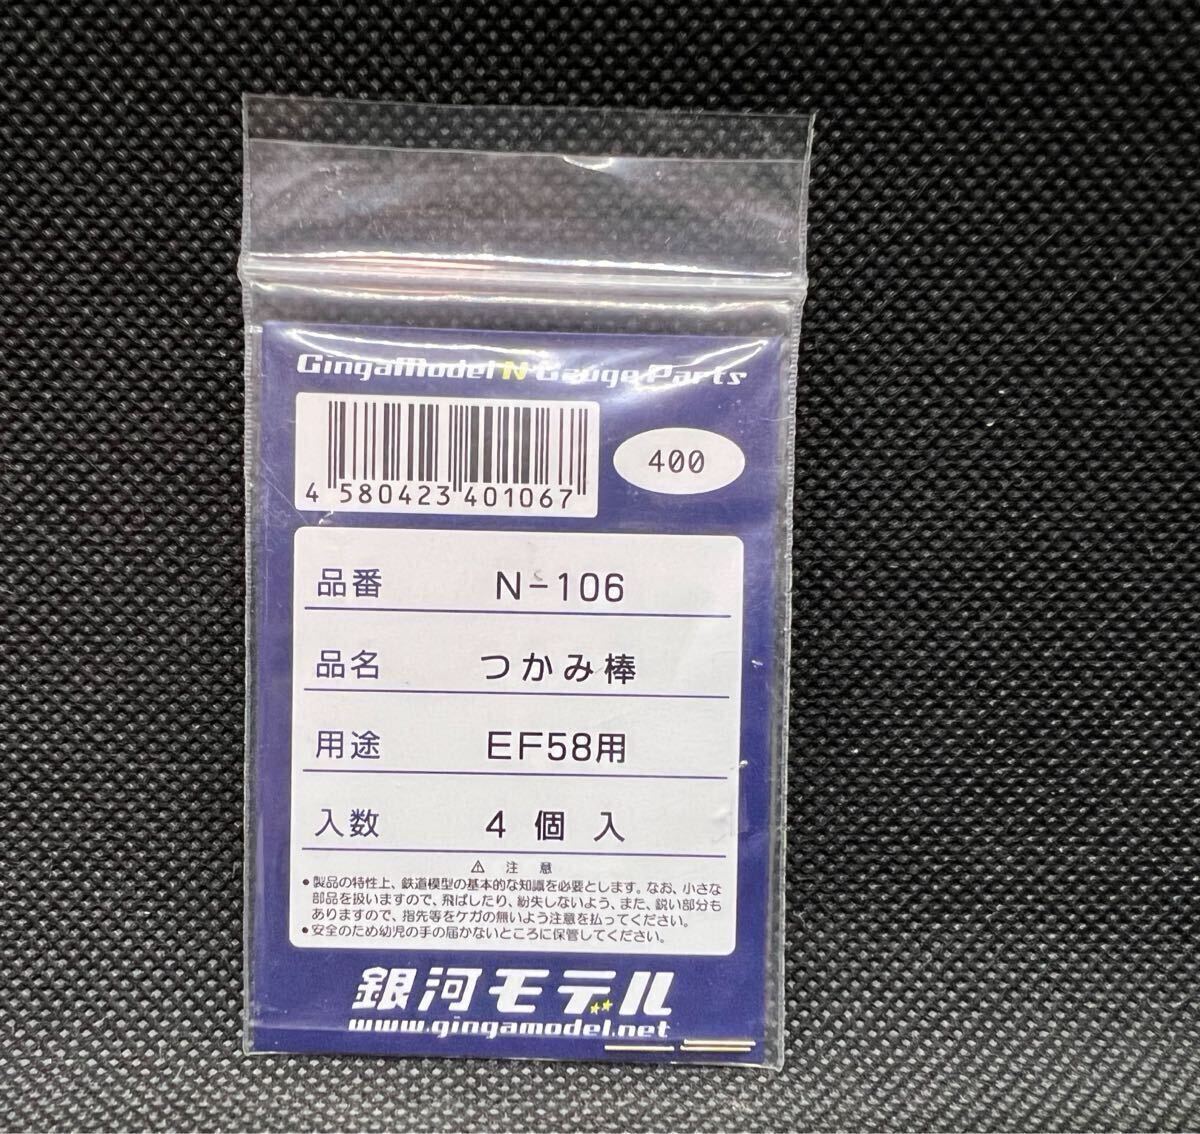 GingaModel N Gauge Parts
4 580423 401067
400
品番 N-106
品名 つかみ棒
用途 EF58用
入数 4個入
⚠ 注意
●製品の特性上、鉄道模型の基本的な知識を必要とします。なお、小さな
部品を扱いますので、飛ばしたり、紛失しないよう、また、鋭い部分も
ありますので、指先等をケガの無いよう注意を払ってください。
●安全のため幼児の手の届かないところに保管してください。
銀河モデル
www.gingamodel.net